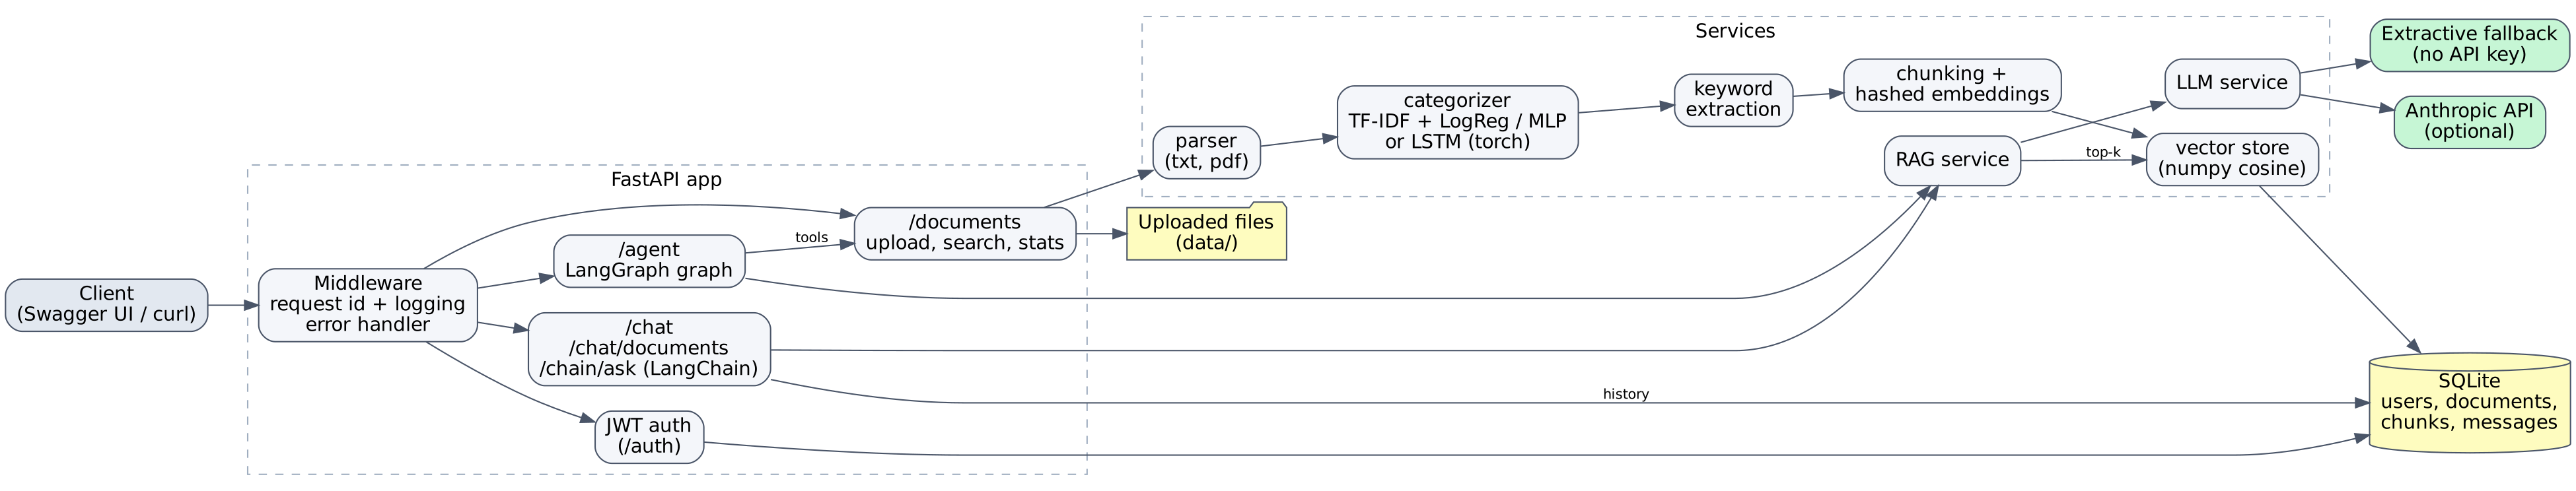 Client
(Swagger UI / curl)
FastAPI app
Middleware
request id + logging
error handler
/agent
LangGraph graph
tools
/chat
/chat/documents
/chain/ask (LangChain)
JWT auth
(/auth)
/documents
upload, search, stats
Uploaded files
(data/)
Services
parser
(txt, pdf)
categorizer
TF-IDF + LogReg / MLP
or LSTM (torch)
keyword
extraction
chunking +
hashed embeddings
RAG service
top-k
LLM service
vector store
(numpy cosine)
Extractive fallback
(no API key)
Anthropic API
(optional)
history
SQLite
users, documents,
chunks, messages